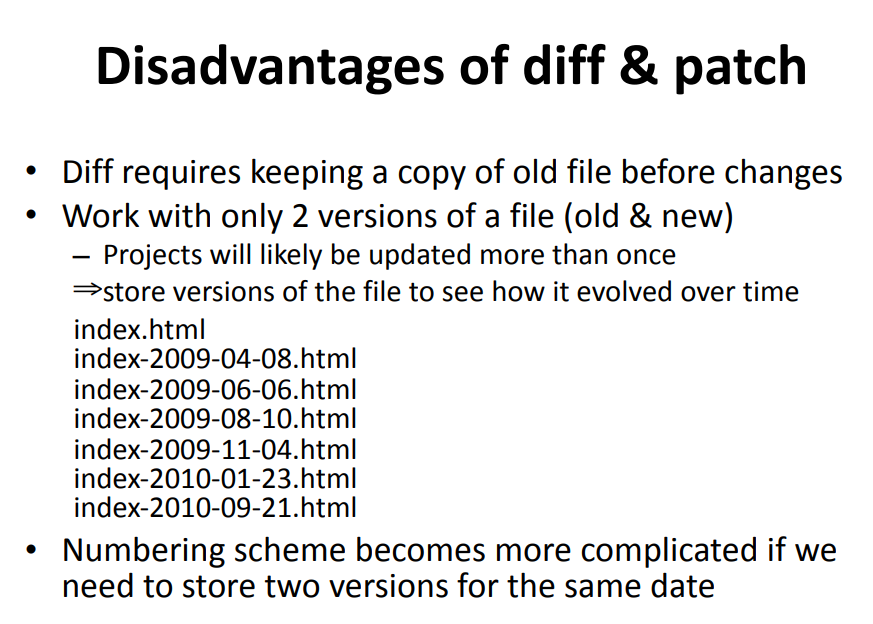 Disadvantages of diff & patch
• Diff requires keeping a copy of old file before changes
• Work with only 2 versions of a file (old & new)
– Projects will likely be updated more than once
⇒store versions of the file to see how it evolved over time
index.html
index-2009-04-08.html
index-2009-06-06.html
index-2009-08-10.html
index-2009-11-04.html
index-2010-01-23.html
index-2010-09-21.html
• Numbering scheme becomes more complicated if we
need to store two versions for the same date